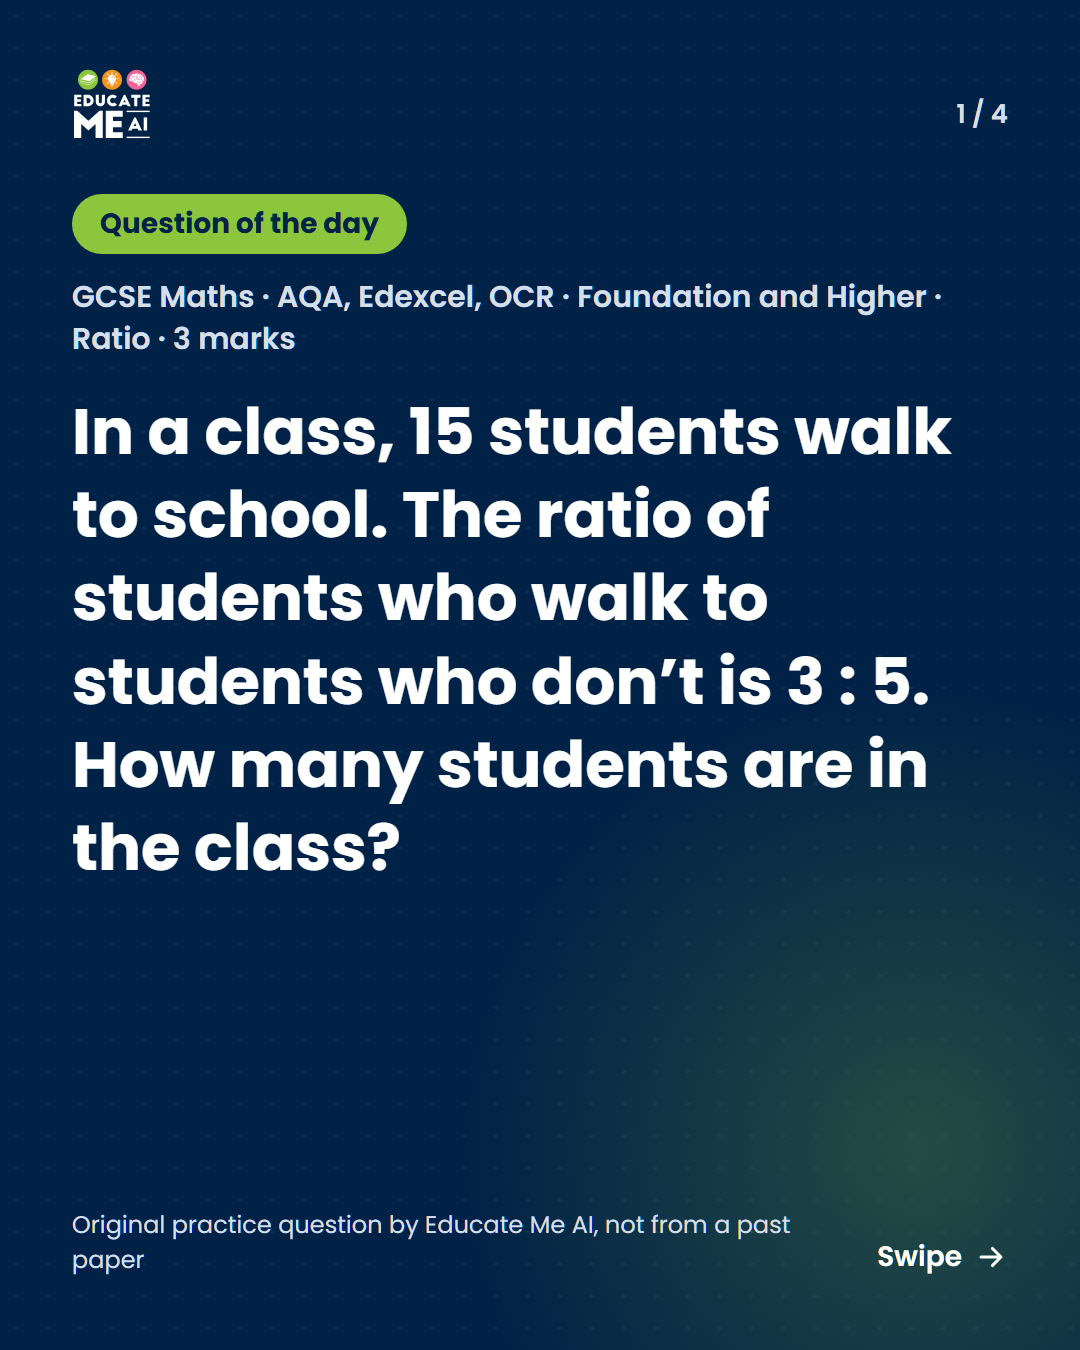 EDUCATE
ME AI
1 / 4
Question of the day
GCSE Maths · AQA, Edexcel, OCR · Foundation and Higher ·
Ratio · 3 marks
In a class, 15 students walk
to school. The ratio of
students who walk to
students who don’t is 3 : 5.
How many students are in
the class?
Original practice question by Educate Me AI, not from a past
paper
Swipe →